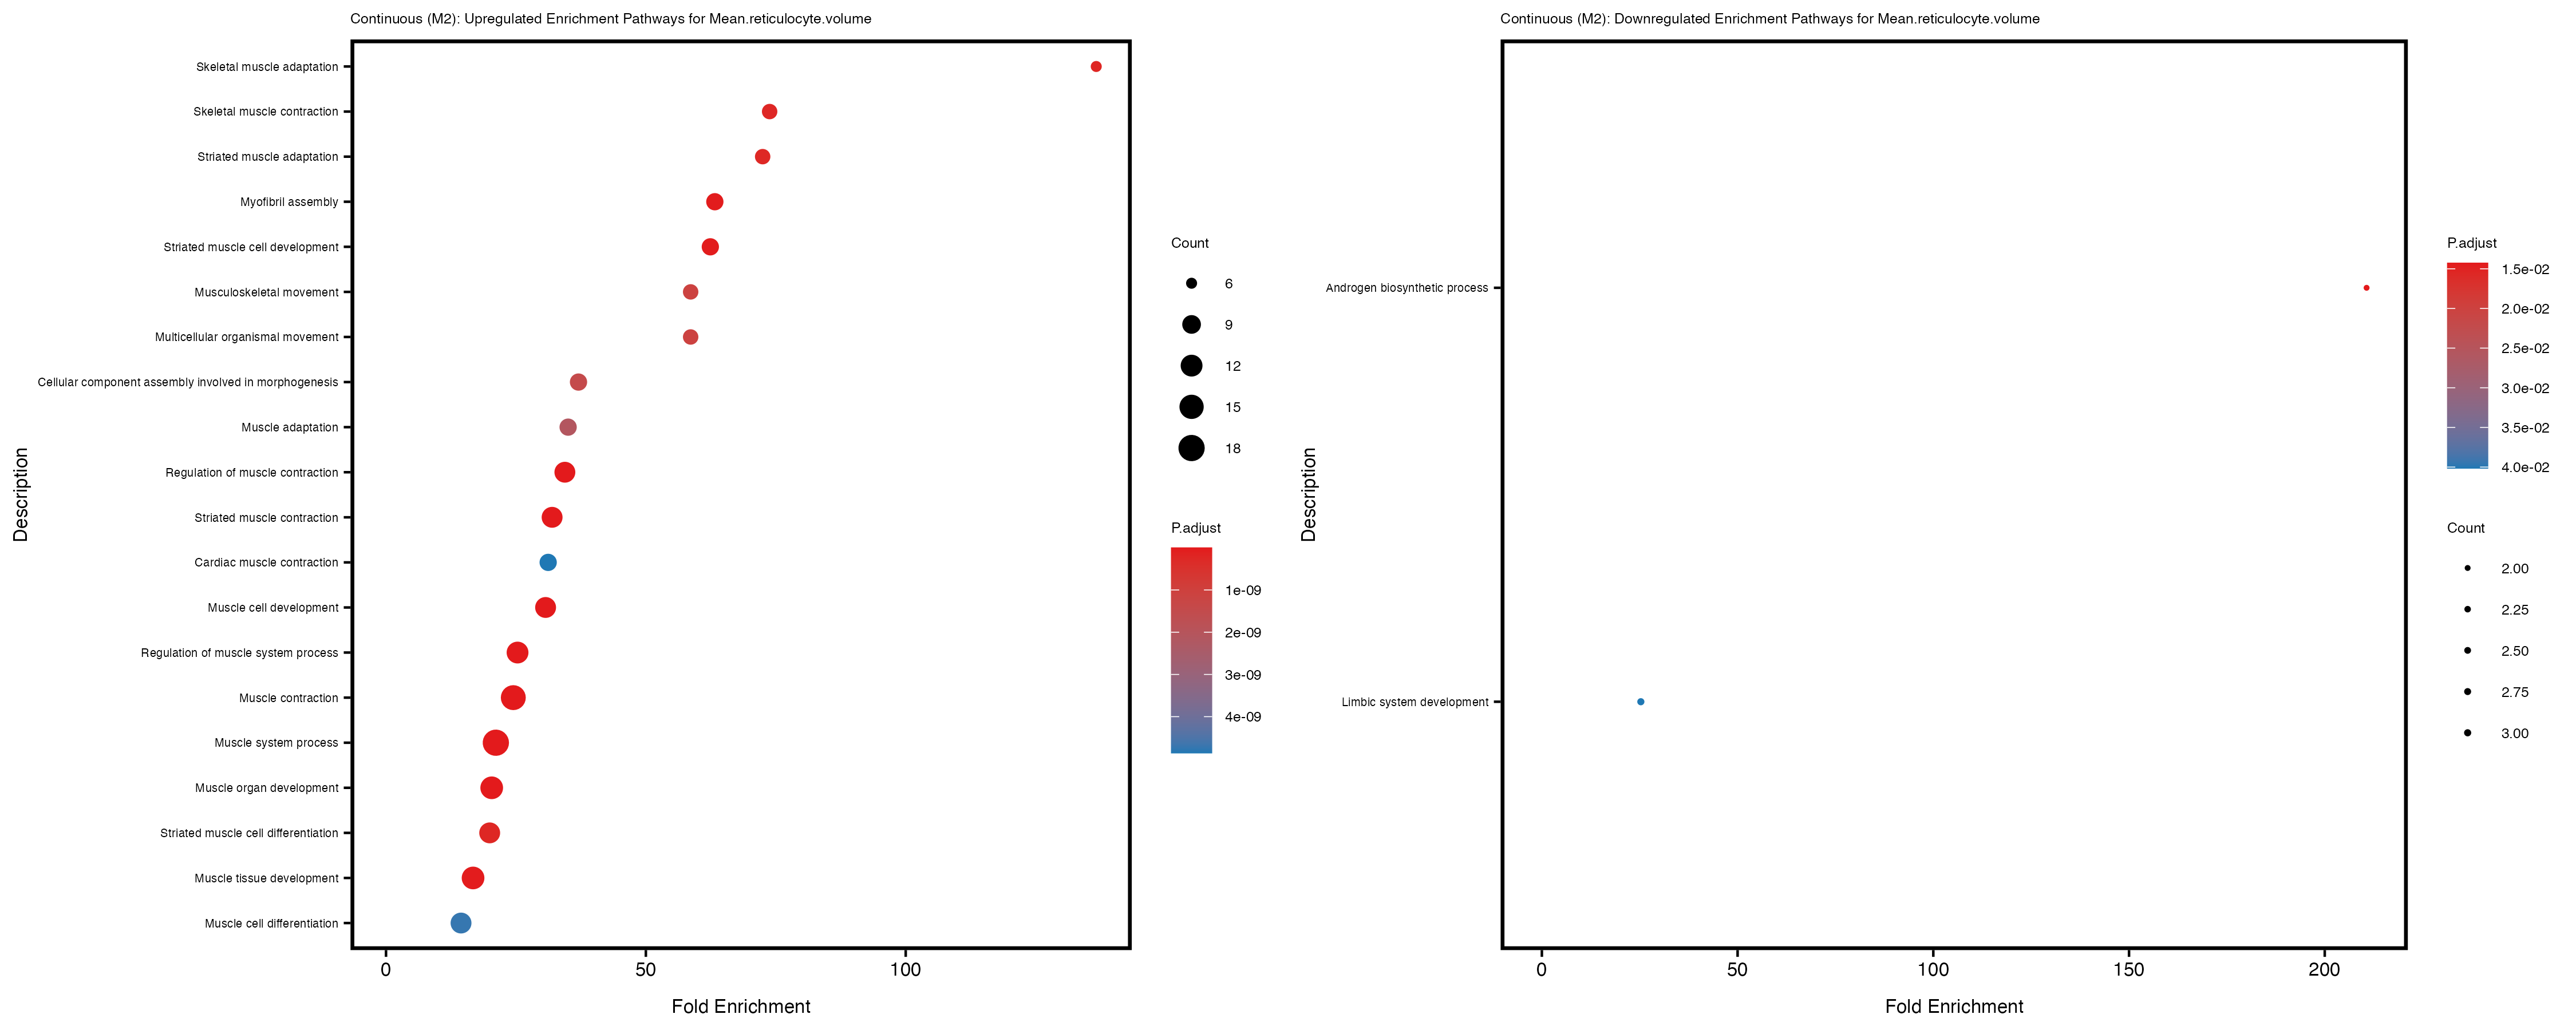 Continuous (M2): Upregulated Enrichment Pathways for Mean.reticulocyte.volume
Description
Skeletal muscle adaptation
Skeletal muscle contraction
Striated muscle adaptation
Myofibril assembly
Striated muscle cell development
Musculoskeletal movement
Multicellular organismal movement
Cellular component assembly involved in morphogenesis
Muscle adaptation
Regulation of muscle contraction
Striated muscle contraction
Cardiac muscle contraction
Muscle cell development
Regulation of muscle system process
Muscle contraction
Muscle system process
Muscle organ development
Striated muscle cell differentiation
Muscle tissue development
Muscle cell differentiation
0
50
100
Fold Enrichment
Count
6
9
12
15
18
P.adjust
1e-09
2e-09
3e-09
4e-09
Continuous (M2): Downregulated Enrichment Pathways for Mean.reticulocyte.volume
Description
Androgen biosynthetic process
Limbic system development
0
50
100
150
200
Fold Enrichment
P.adjust
1.5e-02
2.0e-02
2.5e-02
3.0e-02
3.5e-02
4.0e-02
Count
2.00
2.25
2.50
2.75
3.00